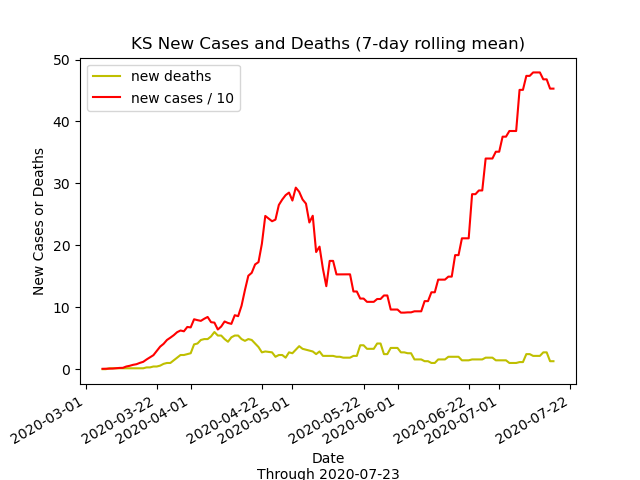 KS New Cases and Deaths (7-day rolling mean)
new deaths
new cases / 10
New Cases or Deaths
50
40
30
20
10
0
2020-03-01
2020-03-22
2020-04-01
2020-04-22
2020-05-01
2020-05-22
2020-06-01
2020-06-22
2020-07-01
2020-07-22
Date
Through 2020-07-23